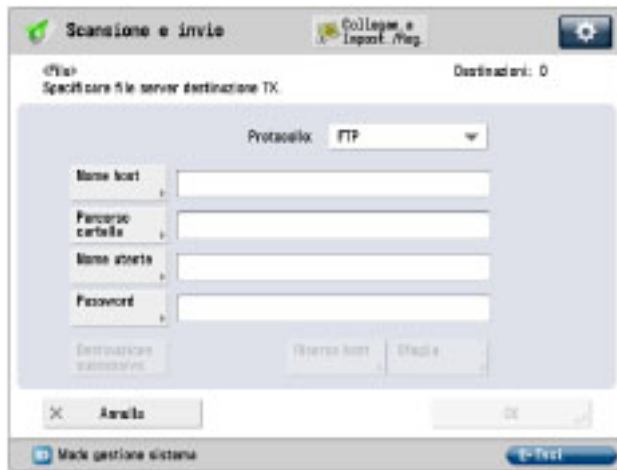 Scansione e invio
Collegam. e
Impost./Reg.
<File>
Destinazioni: 0
Specificare file server destinazione TX.
Protocollo: FTP
Nome host
Percorso
cartella
Nome utente
Password
Destinazione
successiva
Ricerca host
Sfoglia
Annulla
OK
Modo gestione sistema